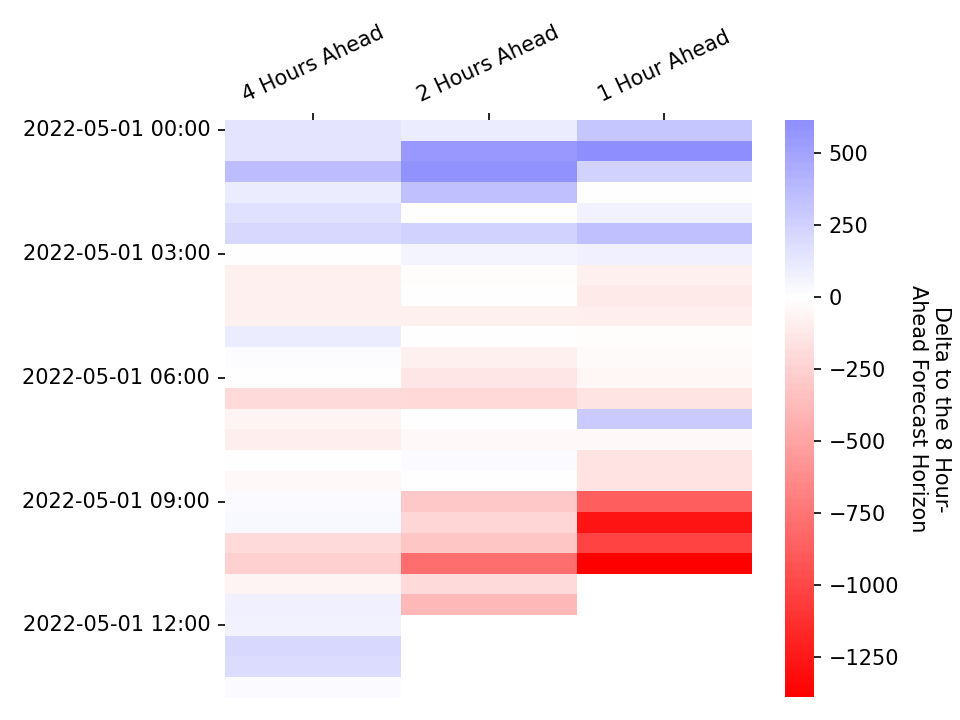 4 Hours Ahead
2 Hours Ahead
1 Hour Ahead
2022-05-01 00:00
2022-05-01 03:00
2022-05-01 06:00
2022-05-01 09:00
2022-05-01 12:00
500
250
0
−250
−500
−750
−1000
−1250
Delta to the 8 Hour-
Ahead Forecast Horizon